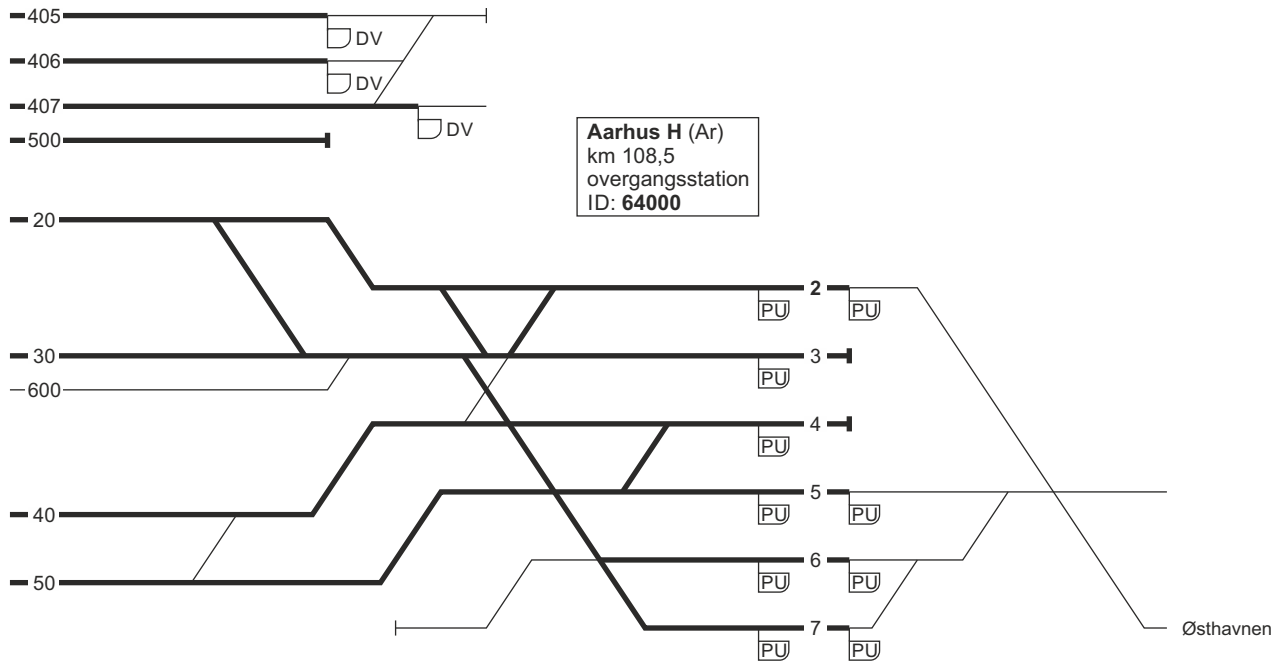 405
DV
406
DV
407
DV
500
Aarhus H (Ar)
km 108,5
overgangsstation
ID: 64000
20
2
PU PU
30 3
600
PU
4
PU
40
5
PU PU
50
6
PU PU
7
Østhavnen
PU PU